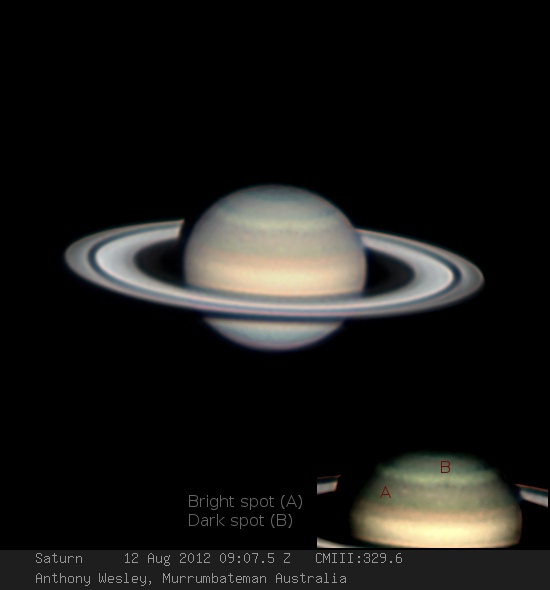 B
A
Bright spot (A)
Dark spot (B)
Saturn 12 Aug 2012 09:07.5 Z CMIII:329.6
Anthony Wesley, Murrumbateman Australia